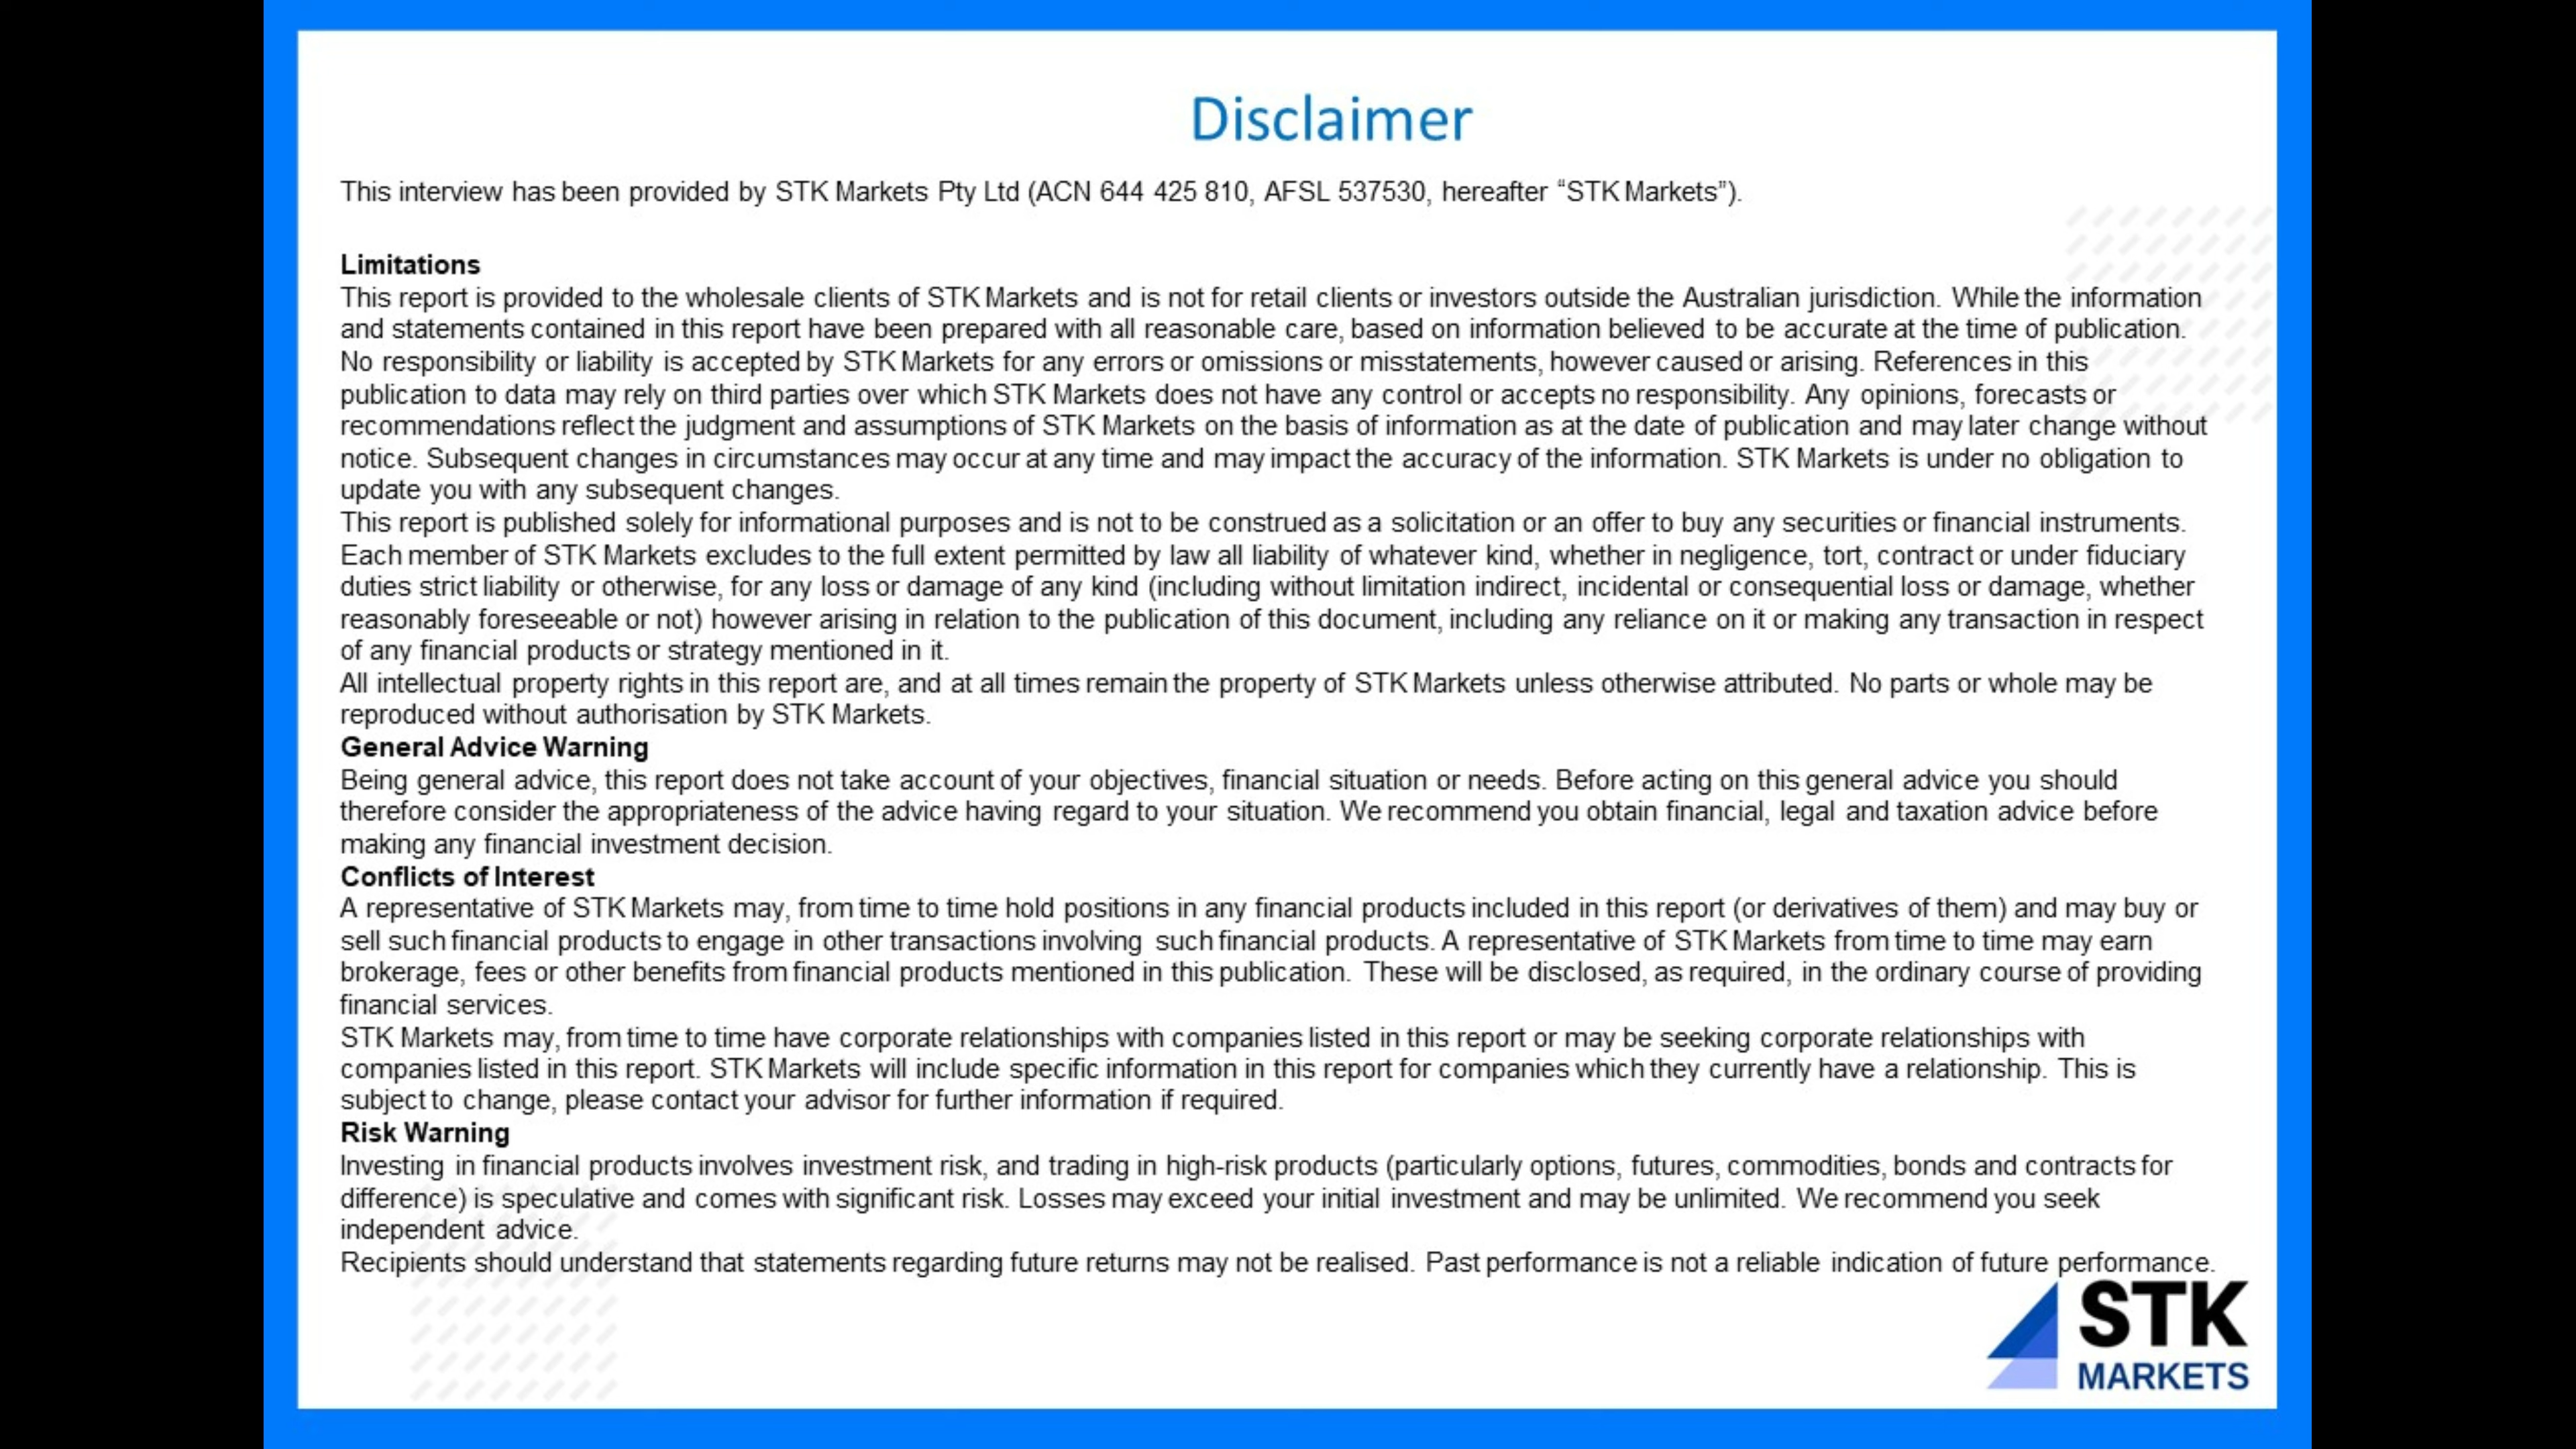 Disclaimer
This interview has been provided by STK Markets Pty Ltd (ACN 644 425 810, AFSL 537530, hereafter “STK Markets”).
Limitations
This report is provided to the wholesale clients of STK Markets and is not for retail clients or investors outside the Australian jurisdiction. While the information
and statements contained in this report have been prepared with all reasonable care, based on information believed to be accurate at the time of publication.
No responsibility or liability is accepted by STK Markets for any errors or omissions or misstatements, however caused or arising. References in this
publication to data may rely on third parties over which STK Markets does not have any control or accepts no responsibility. Any opinions, forecasts or
recommendations reflect the judgment and assumptions of STK Markets on the basis of information as at the date of publication and may later change without
notice. Subsequent changes in circumstances may occur at any time and may impact the accuracy of the information. STK Markets is under no obligation to
update you with any subsequent changes.
This report is published solely for informational purposes and is not to be construed as a solicitation or an offer to buy any securities or financial instruments.
Each member of STK Markets excludes to the full extent permitted by law all liability of whatever kind, whether in negligence, tort, contract or under fiduciary
duties strict liability or otherwise, for any loss or damage of any kind (including without limitation indirect, incidental or consequential loss or damage, whether
reasonably foreseeable or not) however arising in relation to the publication of this document, including any reliance on it or making any transaction in respect
of any financial products or strategy mentioned in it.
All intellectual property rights in this report are, and at all times remain the property of STK Markets unless otherwise attributed. No parts or whole may be
reproduced without authorisation by STK Markets.
General Advice Warning
Being general advice, this report does not take account of your objectives, financial situation or needs. Before acting on this general advice you should
therefore consider the appropriateness of the advice having regard to your situation. We recommend you obtain financial, legal and taxation advice before
making any financial investment decision.
Conflicts of Interest
A representative of STK Markets may, from time to time hold positions in any financial products included in this report (or derivatives of them) and may buy or
sell such financial products to engage in other transactions involving such financial products. A representative of STK Markets from time to time may earn
brokerage, fees or other benefits from financial products mentioned in this publication. These will be disclosed, as required, in the ordinary course of providing
financial services.
STK Markets may, from time to time have corporate relationships with companies listed in this report or may be seeking corporate relationships with
companies listed in this report. STK Markets will include specific information in this report for companies which they currently have a relationship. This is
subject to change, please contact your advisor for further information if required.
Risk Warning
Investing in financial products involves investment risk, and trading in high-risk products (particularly options, futures, commodities, bonds and contracts for
difference) is speculative and comes with significant risk. Losses may exceed your initial investment and may be unlimited. We recommend you seek
independent advice.
Recipients should understand that statements regarding future returns may not be realised. Past performance is not a reliable indication of future performance.
STK
MARKETS